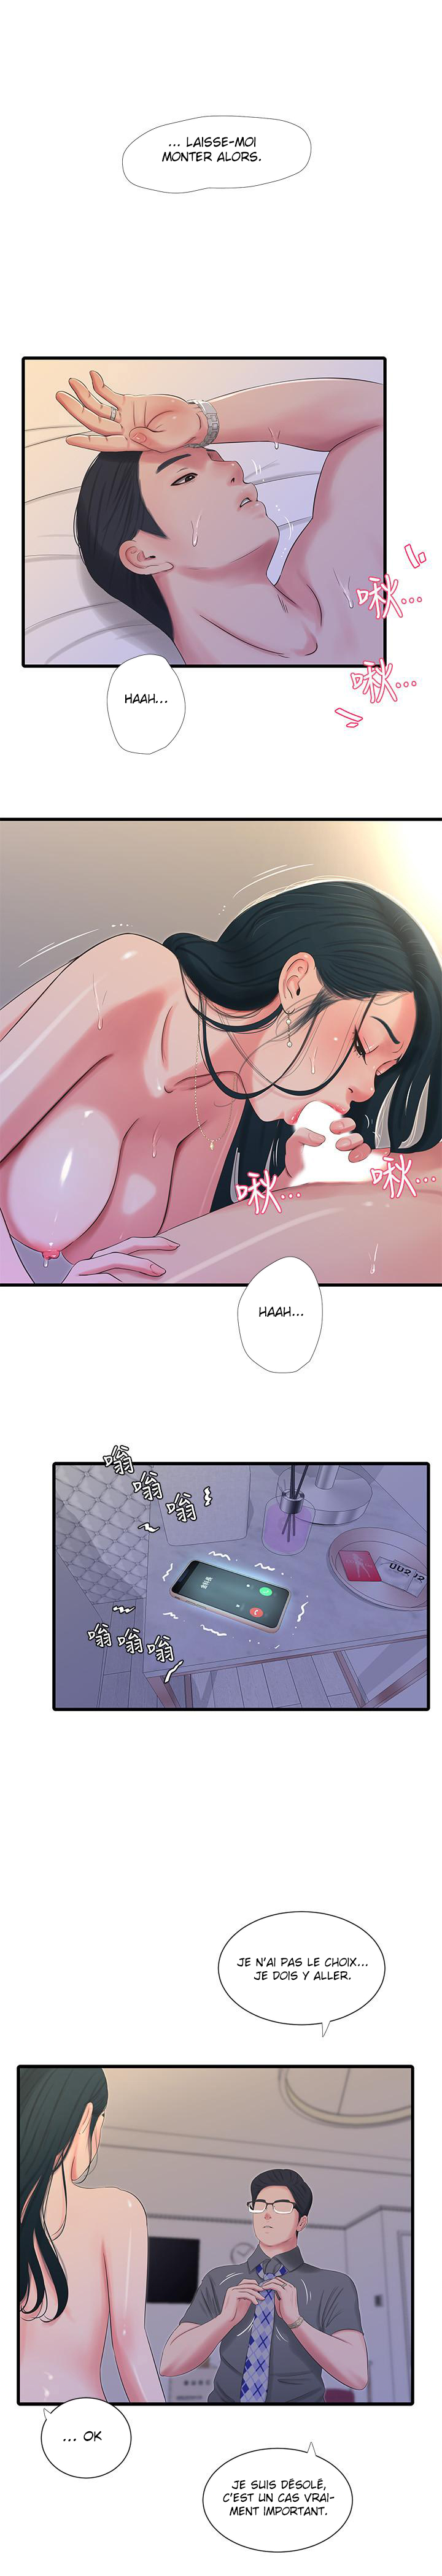 ... LAISSE-MOI
MONTER ALORS.
啾...
啾...
HAAH...
啾...
啾...
HAAH...
嗡
嗡
嗡
嗡
嗡
嗡
JE N'AI PAS LE CHOIX...
JE DOIS Y ALLER.
... OK
JE SUIS DÉSOLÉ,
C'EST UN CAS VRAI-
MENT IMPORTANT.